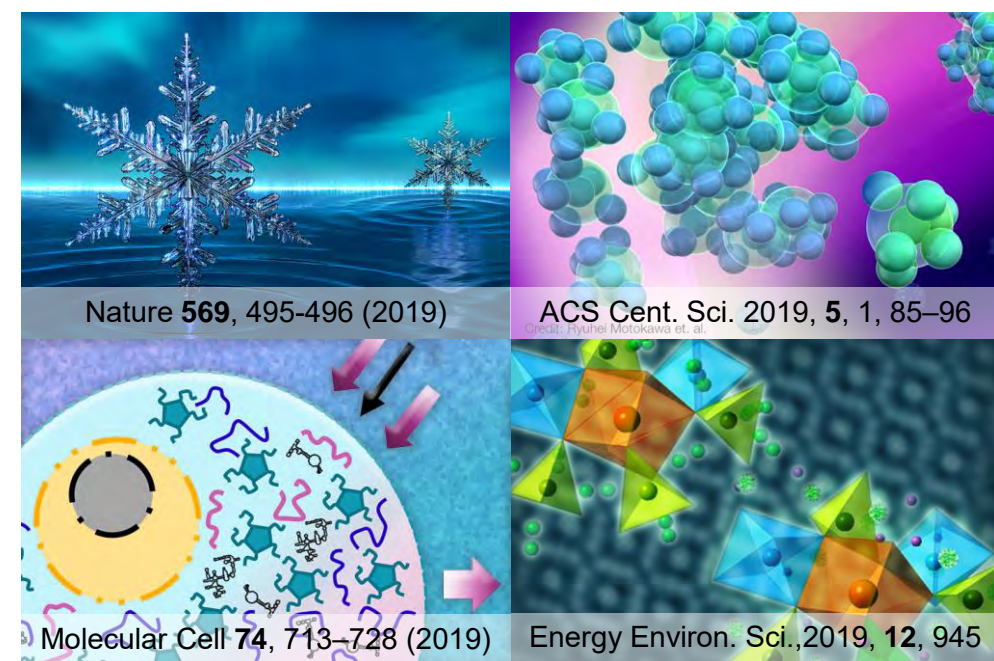 Nature 569, 495-496 (2019)
ACS Cent. Sci. 2019, 5, 1, 85–96
Credit: Ryuhei Motokawa et. al.
Molecular Cell 74, 713–728 (2019)
Energy Environ. Sci.,2019, 12, 945